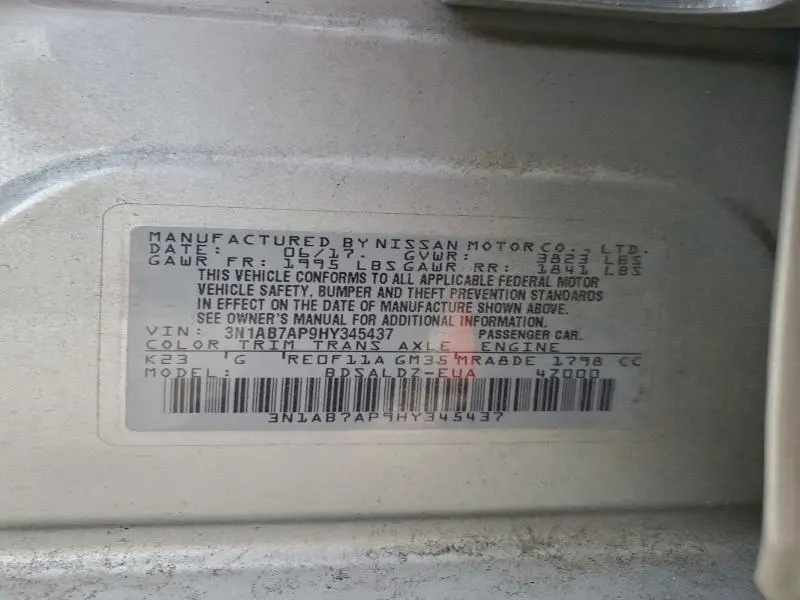 MANUFACTURED BY NISSAN MOTOR CO., LTD.
DATE: 06/17. GVWR: 3823 LBS
GAWR FR: 1995 LBS GAWR RR: 1841 LBS
THIS VEHICLE CONFORMS TO ALL APPLICABLE FEDERAL MOTOR
VEHICLE SAFETY, BUMPER AND THEFT PREVENTION STANDARDS
IN EFFECT ON THE DATE OF MANUFACTURE SHOWN ABOVE.
SEE OWNER'S MANUAL FOR ADDITIONAL INFORMATION.
VIN: 3N1AB7AP9HY345437 PASSENGER CAR.
COLOR TRIM TRANS AXLE ENGINE
K23 G RE0F11A GM35 MRA8DE 1798 CC
MODEL: BDSALDZ-EUA 4Z000
3N1AB7AP9HY345437